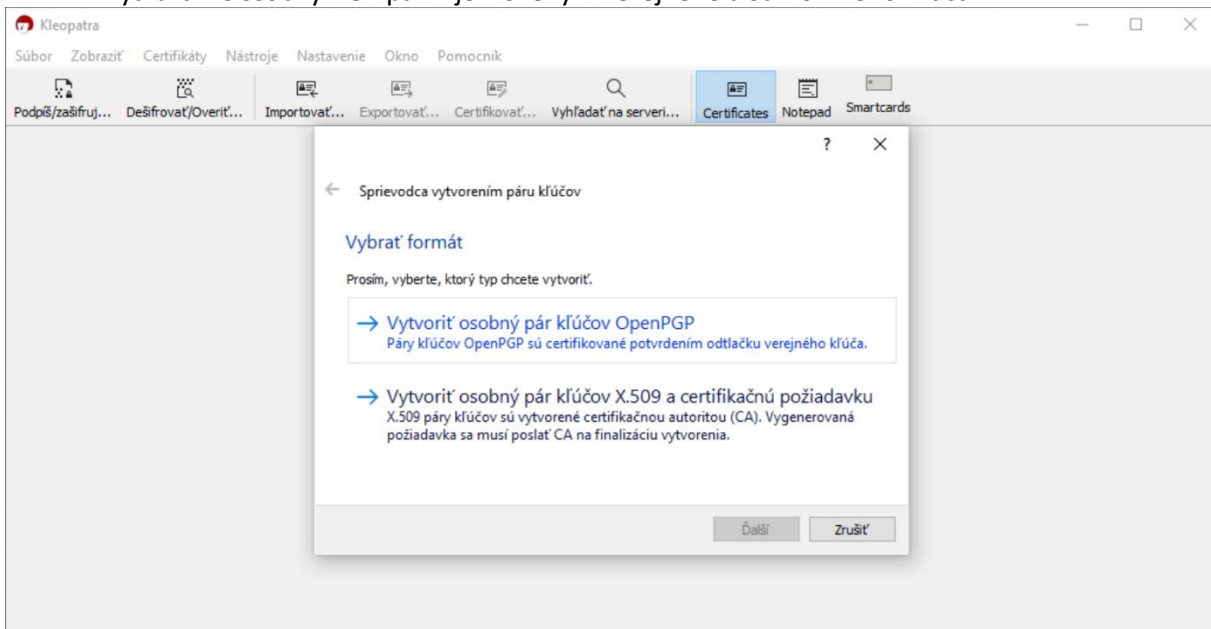 Kleopatra
Súbor Zobraziť Certifikáty Nástroje Nastavenie Okno Pomocník
Podpíš/zašifruj... Dešifrovať/Overiť... Importovať... Exportovať... Certifikovať... Vyhľadať na serveri... Certificates Notepad Smartcards
Sprievodca vytvorením páru kľúčov
Vybrať formát
Prosím, vyberte, ktorý typ chcete vytvoriť.
Vytvoriť osobný pár kľúčov OpenPGP
Páry kľúčov OpenPGP sú certifikované potvrdením odtlačku verejného kľúča.
Vytvoriť osobný pár kľúčov X.509 a certifikačnú požiadavku
X.509 páry kľúčov sú vytvorené certifikačnou autoritou (CA). Vygenerovaná
požiadavka sa musí poslať CA na finalizáciu vytvorenia.
Ďalší Zrušiť